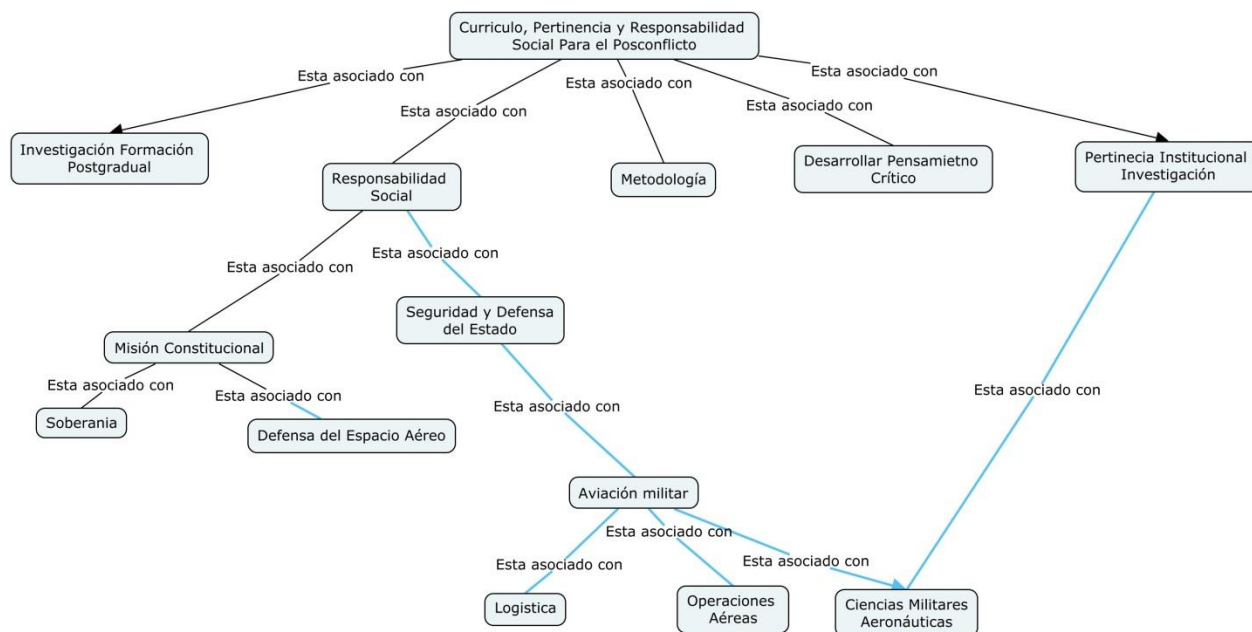 Curriculo, Pertinencia y Responsabilidad
Social Para el Posconflicto
Esta asociado con
Esta asociado con
Esta asociado con
Esta asociado con
Esta asociado con
Investigación Formación
Postgradual
Responsabilidad
Social
Metodología
Desarrollar Pensamietno
Crítico
Pertinecia Institucional
Investigación
Esta asociado con
Esta asociado con
Seguridad y Defensa
del Estado
Misión Constitucional
Esta asociado con
Esta asociado con
Soberania
Defensa del Espacio Aéreo
Esta asociado con
Esta asociado con
Aviación militar
Esta asociado con
Esta asociado con
Esta asociado con
Logistica
Operaciones
Aéreas
Ciencias Militares
Aeronáuticas